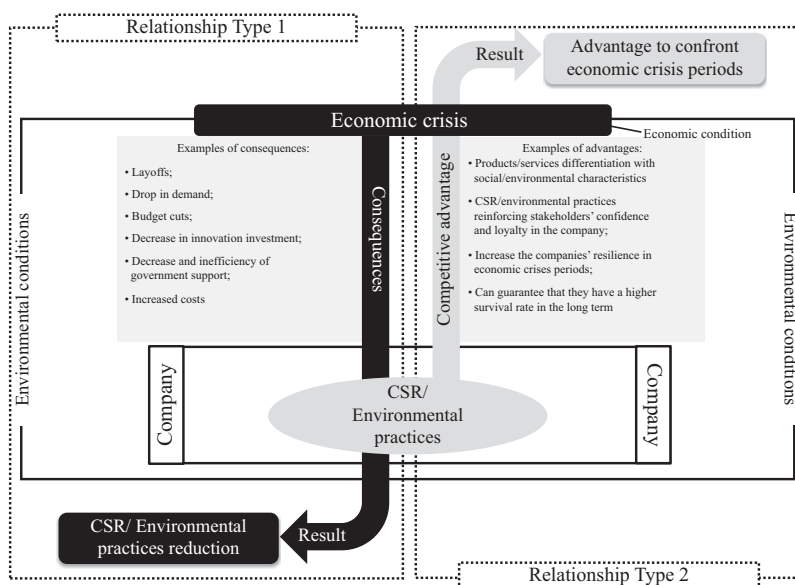 Relationship Type 1
Result
Advantage to confront
economic crisis periods
Economic crisis
Economic condition
Environmental conditions
Examples of consequences:
• Layoffs;
• Drop in demand;
• Budget cuts;
• Decrease in innovation investment;
• Decrease and inefficiency of
government support;
• Increased costs
Consequences
Competitive advantage
Examples of advantages:
• Products/services differentiation with
social/environmental characteristics
• CSR/environmental practices
reinforcing stakeholders’ confidence
and loyalty in the company;
• Increase the companies’ resilience in
economic crises periods;
• Can guarantee that they have a higher
survival rate in the long term
Environmental conditions
Company
CSR/
Environmental
practices
Company
CSR/ Environmental
practices reduction
Result
Relationship Type 2